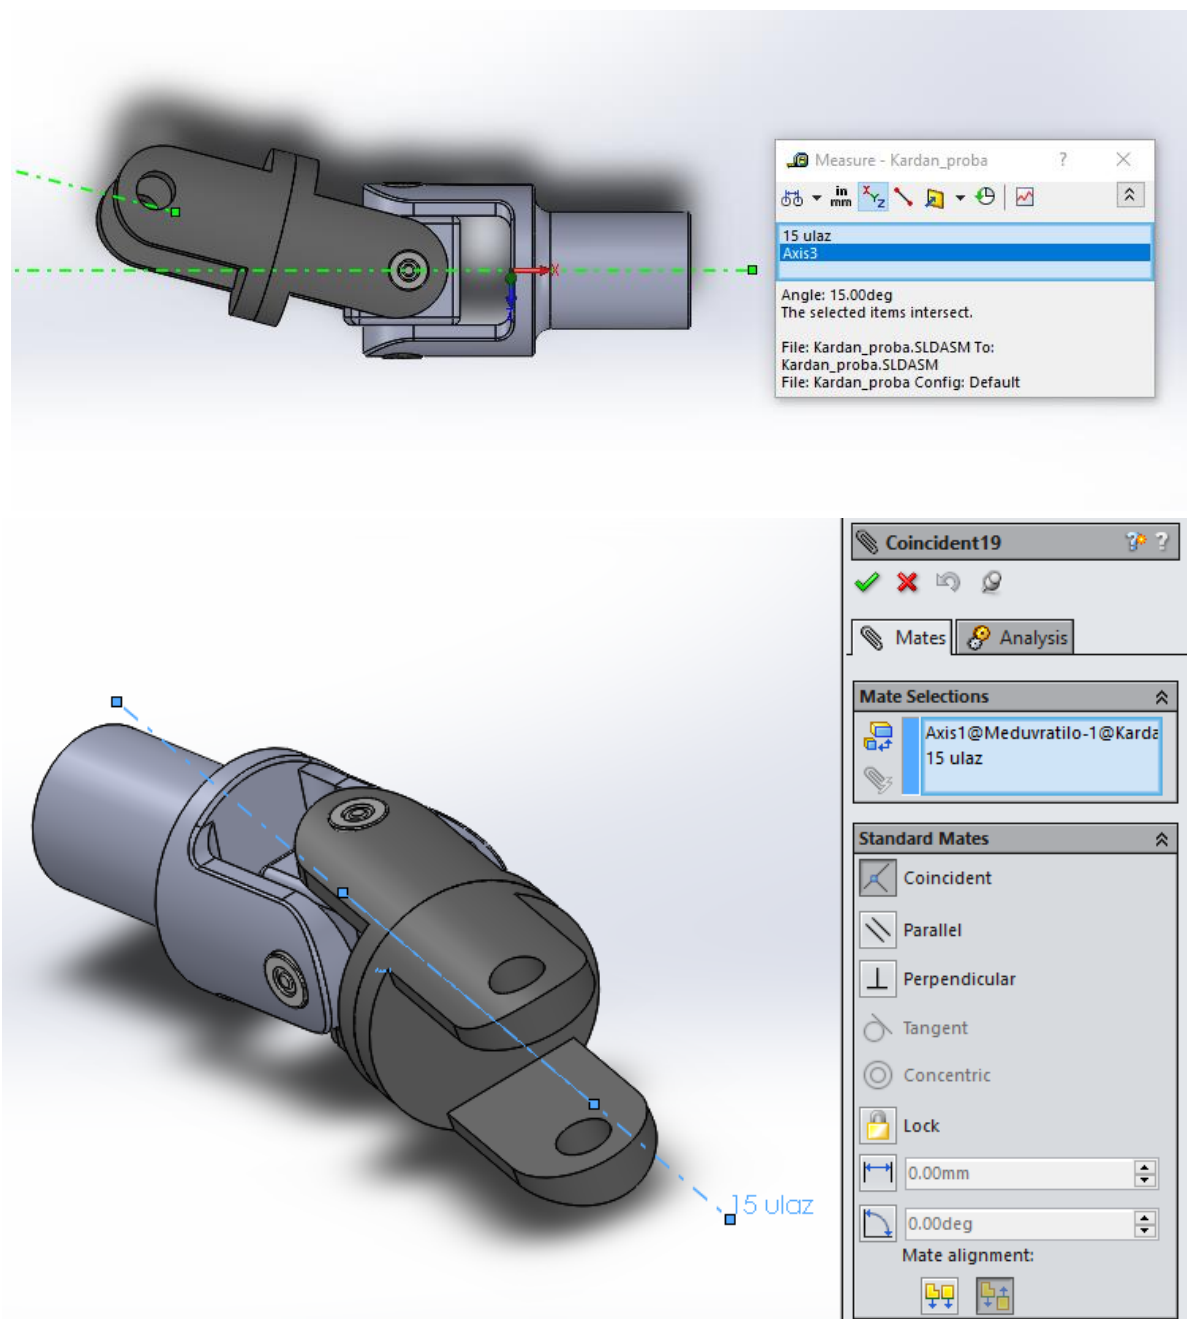 Measure - Kardan_proba
?
in
mm
XYZ
15 ulaz
Axis3
Angle: 15.00deg
The selected items intersect.
File: Kardan_proba.SLDASM To:
Kardan_proba.SLDASM
File: Kardan_proba Config: Default
X
Coincident19
? ?
Mates
Analysis
Mate Selections
Axis1@Meduvratilo-1@Karda
15 ulaz
Standard Mates
Coincident
Parallel
Perpendicular
Tangent
Concentric
Lock
0.00mm
0.00deg
Mate alignment:
15 ulaz